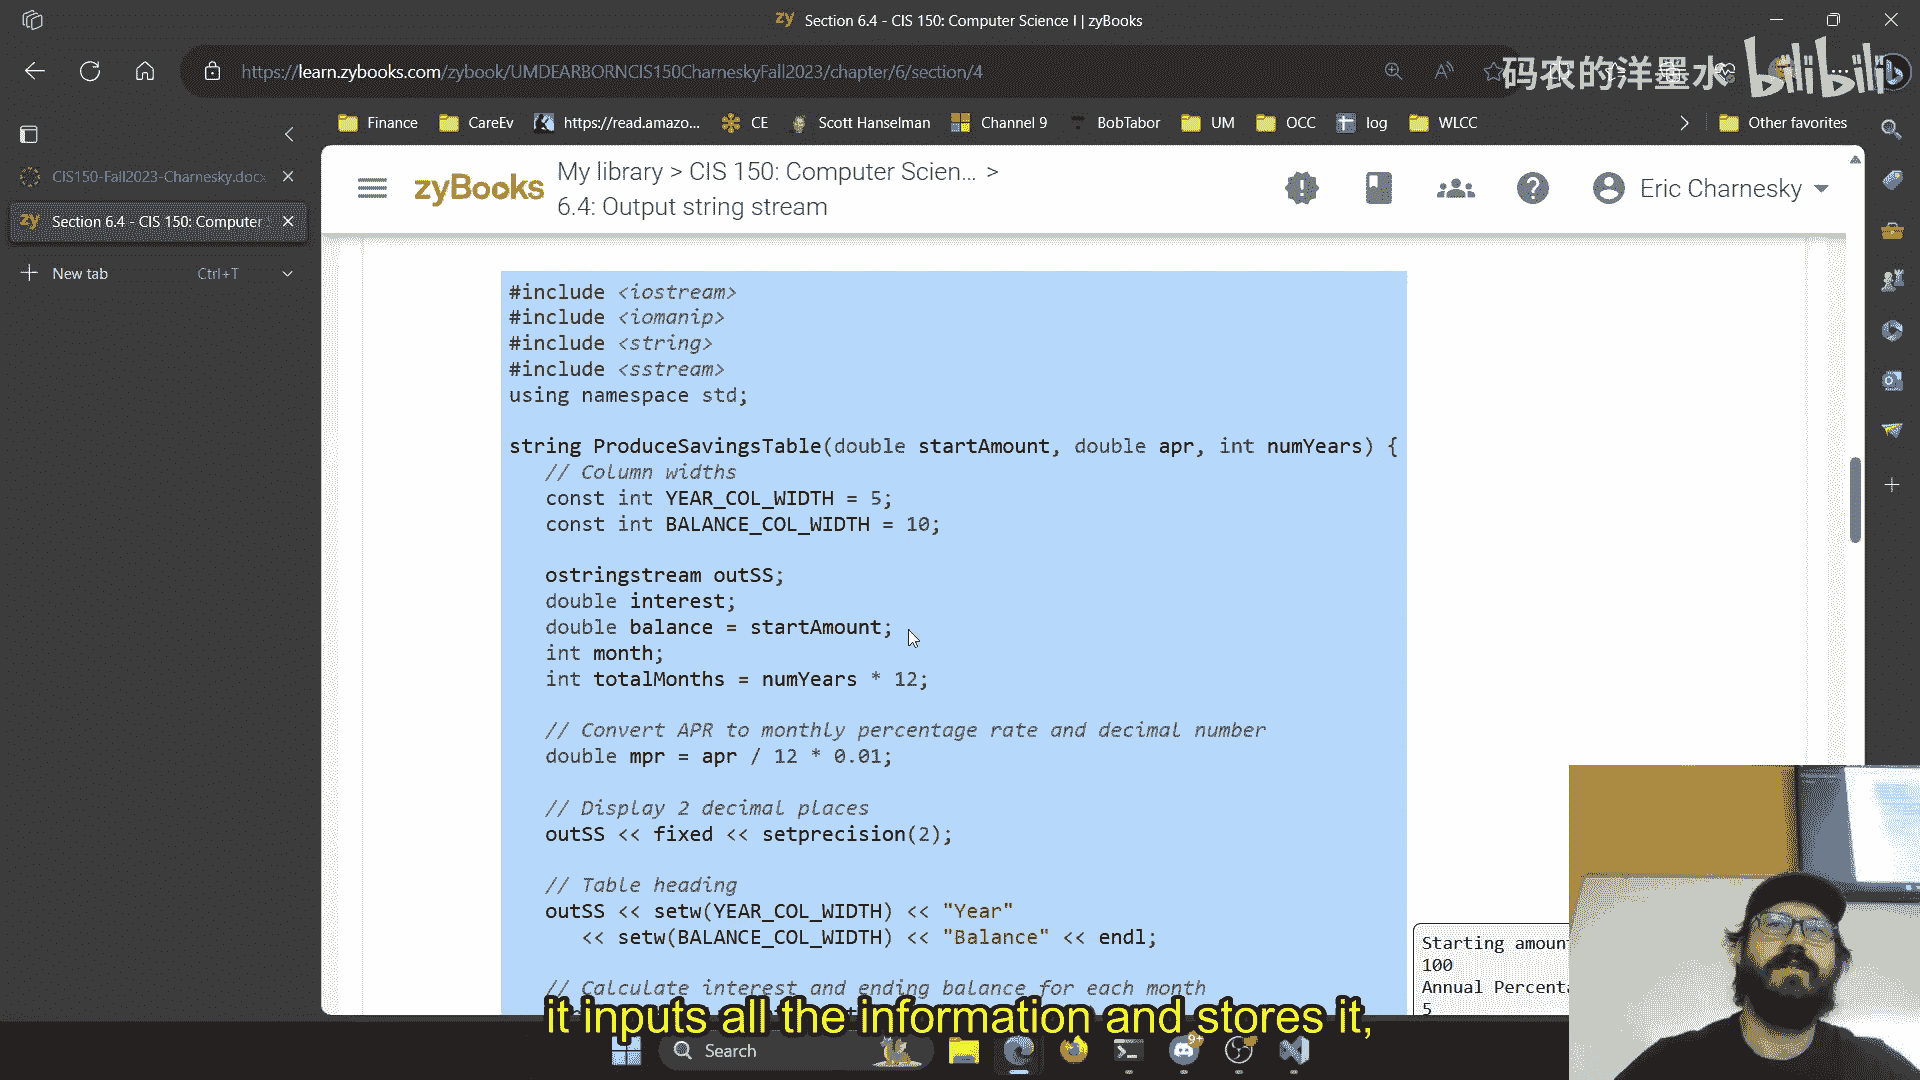 Section 6.4 - CIS 150: Computer Science I | zyBooks
https://learn.zybooks.com/zybook/UMDEARBORNCIS150CharneskyFall2023/chapter/6/section/4
码农的洋墨水 bilibili
Finance CareEv https://read.amazo... CE Scott Hanselman Channel 9 BobTabor UM OCC log WLCC Other favorites
CIS150-Fall2023-Charnesky.docx
Section 6.4 - CIS 150: Computer
New tab Ctrl+T
zyBooks
My library > CIS 150: Computer Scien... >
6.4: Output string stream
Eric Charnesky
#include <iostream>
#include <iomanip>
#include <string>
#include <sstream>
using namespace std;
string ProduceSavingsTable(double startAmount, double apr, int numYears) {
// Column widths
const int YEAR_COL_WIDTH = 5;
const int BALANCE_COL_WIDTH = 10;
ostringstream outSS;
double interest;
double balance = startAmount;
int month;
int totalMonths = numYears * 12;
// Convert APR to monthly percentage rate and decimal number
double mpr = apr / 12 * 0.01;
// Display 2 decimal places
outSS << fixed << setprecision(2);
// Table heading
outSS << setw(YEAR_COL_WIDTH) << "Year"
<< setw(BALANCE_COL_WIDTH) << "Balance" << endl;
// Calculate interest and ending balance for each month
Starting amoun
100
Annual Percenta
5
it inputs all the information and stores it,
Search
9+